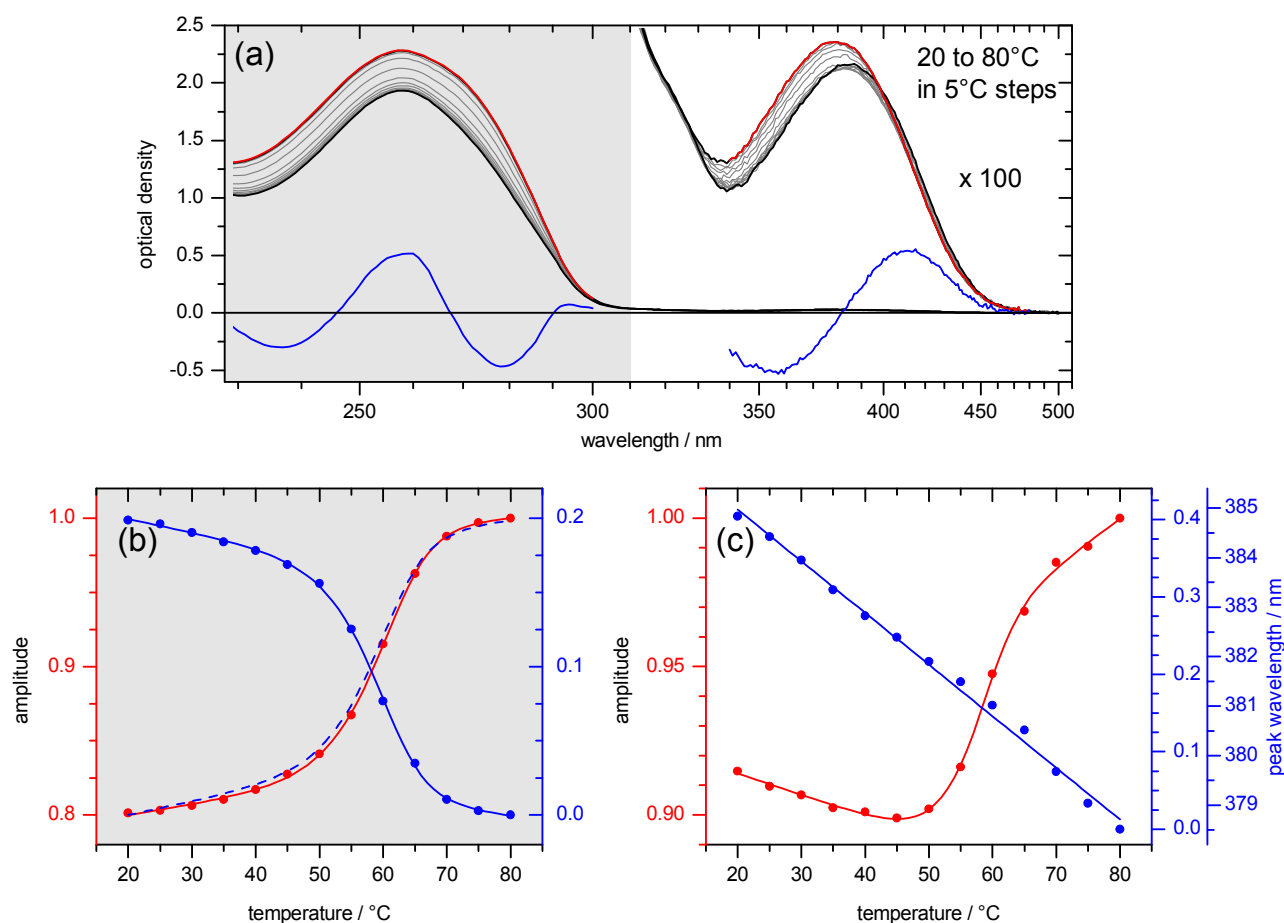 (a)
20 to 80°C
in 5°C steps
x 100
2.5
2.0
1.5
1.0
0.5
0.0
-0.5
optical density
250 300 350 400 450 500
wavelength / nm
(b)
1.0
0.9
0.8
amplitude
0.2
0.1
0.0
20 30 40 50 60 70 80
temperature / °C
(c)
1.00
0.95
0.90
amplitude
0.4
0.3
0.2
0.1
0.0
385
384
383
382
381
380
379
peak wavelength / nm
20 30 40 50 60 70 80
temperature / °C